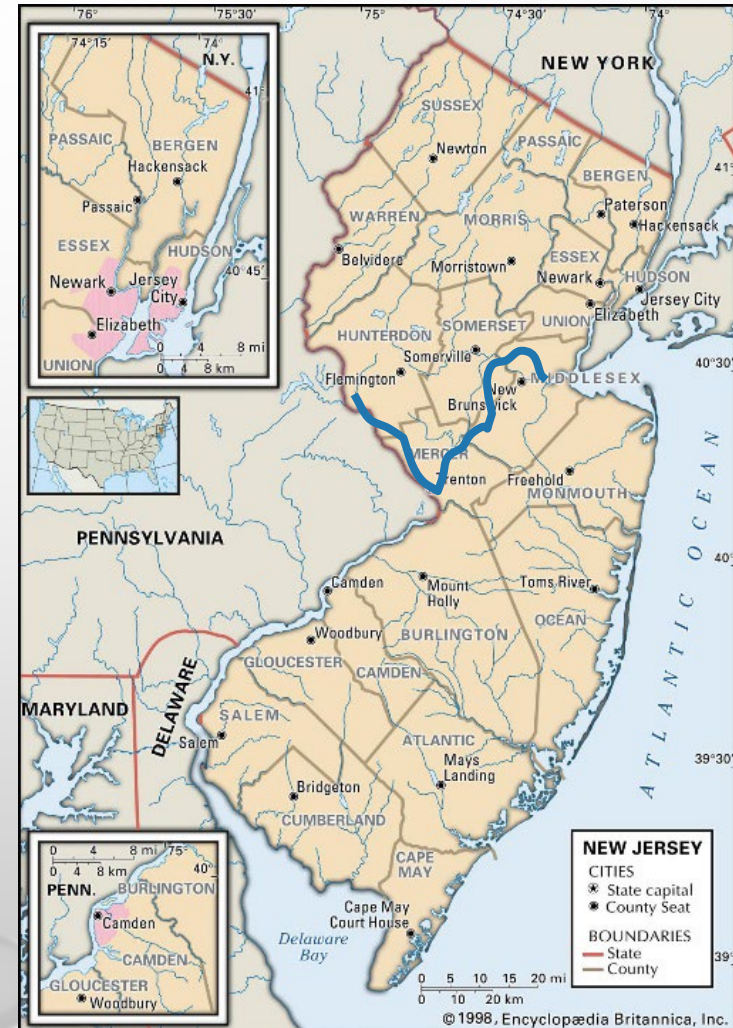 75°30'
75°
74°30'
74°
74°15'
74°
N.Y.
41°
PASSAIC
BERGEN
Hackensack
Passaic
ESSEX
HUDSON
40°45'
Newark
Jersey
City
Elizabeth
UNION
0 4 8 mi
0 4 8 km
NEW YORK
SUSSEX
Newton
PASSAIC
BERGEN
41°
Paterson
Hackensack
WARREN
MORRIS
ESSEX
Belvidere
Morristown
Newark
HUDSON
Jersey City
Elizabeth
UNION
SOMERSET
HUNTERDON
Somerville
Flemington
40°30'
MIDDLESEX
New
Brunswick
MERCER
Trenton
Freehold
MONMOUTH
PENNSYLVANIA
ATLANTIC OCEAN
40°
Camden
Mount
Holly
Toms River
OCEAN
Woodbury
BURLINGTON
GLOUCESTER
CAMDEN
DELAWARE
MARYLAND
SALEM
Salem
ATLANTIC
Mays
Landing
39°30'
Bridgeton
CUMBERLAND
CAPE
MAY
Cape May
Court House
Delaware
Bay
0 4 8 mi
0 4 8 km
75°
40°
PENN.
BURLINGTON
Camden
CAMDEN
GLOUCESTER
Woodbury
NEW JERSEY
CITIES
State capital
County Seat
BOUNDARIES
State
County
39°
0 10 20 mi
0 10 20 km
©1998, Encyclopædia Britannica, Inc.